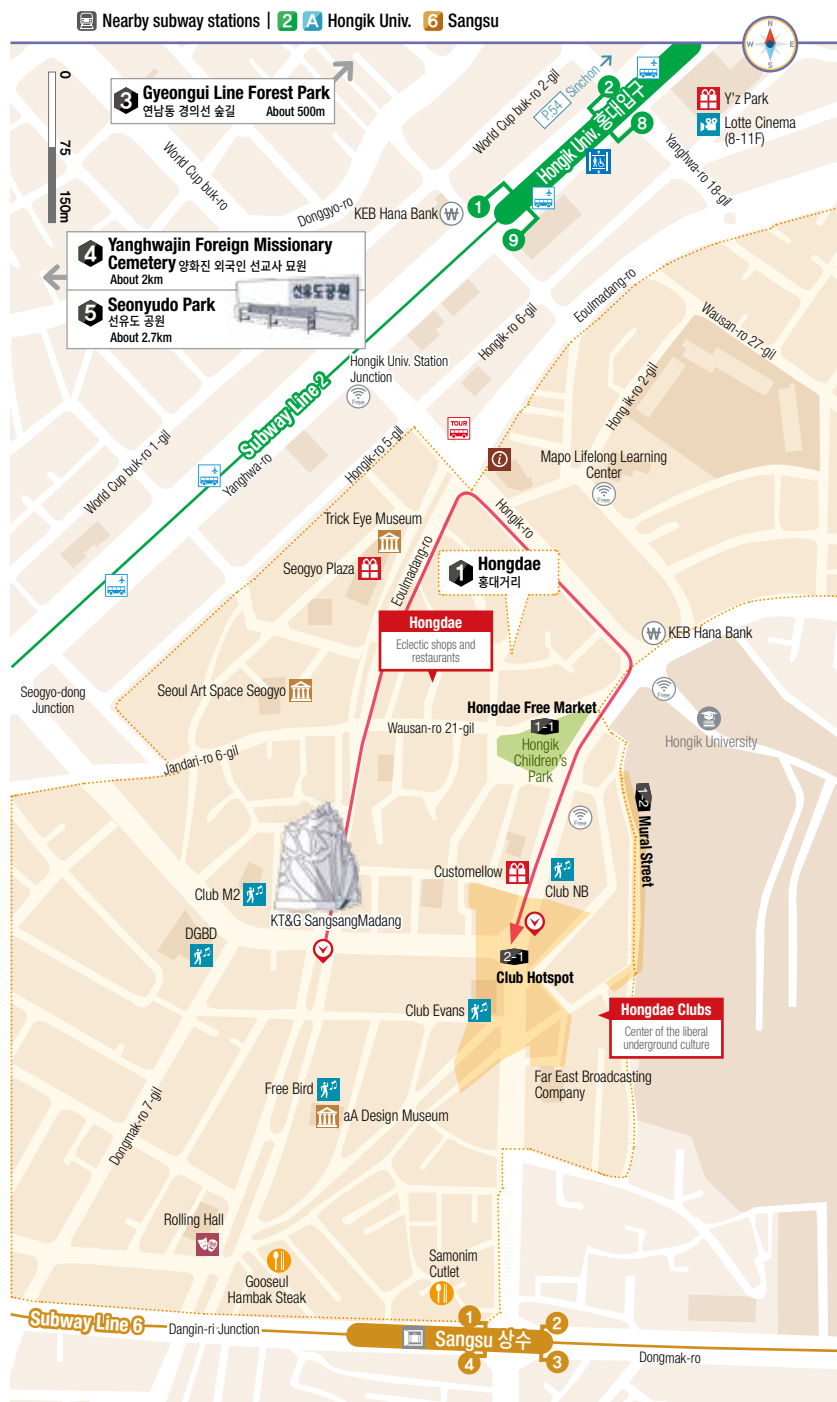 Nearby subway stations | 2 A Hongik Univ. 6 Sangsu
N
W E
S
0
75
150m
3 Gyeongui Line Forest Park
연남동 경의선 숲길 About 500m
World Cup buk-ro 2-gil
P.54 Sinchon
2
Hongik Univ. 홍대입구
8
1
9
Y'z Park
Lotte Cinema
(8-11F)
Yanghwa-ro 18-gil
World Cup buk-ro
Donggyo-ro
KEB Hana Bank
4 Yanghwajin Foreign Missionary
Cemetery 양화진 외국인 선교사 묘원
About 2km
5 Seonyudo Park
선유도 공원
About 2.7km
선유도공원
Eoulmadang-ro
Wausan-ro 27-gil
Hongik-ro 6-gil
Hong ik-ro 2-gil
Hongik Univ. Station
Junction
Free
Subway Line 2
TOUR
i
Mapo Lifelong Learning
Center
Free
World Cup buk-ro 1-gil
Yanghwa-ro
Hongik-ro 5-gil
Hongik-ro
Trick Eye Museum
Seogyo Plaza
Eoulmadang-ro
1 Hongdae
홍대거리
Hongdae
Eclectic shops and
restaurants
KEB Hana Bank
Free
Seogyo-dong
Junction
Seoul Art Space Seogyo
Hongdae Free Market
1-1
Hongik
Children's
Park
Wausan-ro 21-gil
Hongik University
Jandari-ro 6-gil
1-2 Mural Street
Free
Customellow
Club NB
Club M2
KT&G SangsangMadang
DGBD
2-1
Club Hotspot
Club Evans
Hongdae Clubs
Center of the liberal
underground culture
Far East Broadcasting
Company
Free Bird
aA Design Museum
Dongmak-ro 7-gil
Rolling Hall
Gooseul
Hambak Steak
Samonim
Cutlet
Subway Line 6
Dangin-ri Junction
1
2
Sangsu 상수
4
3
Dongmak-ro